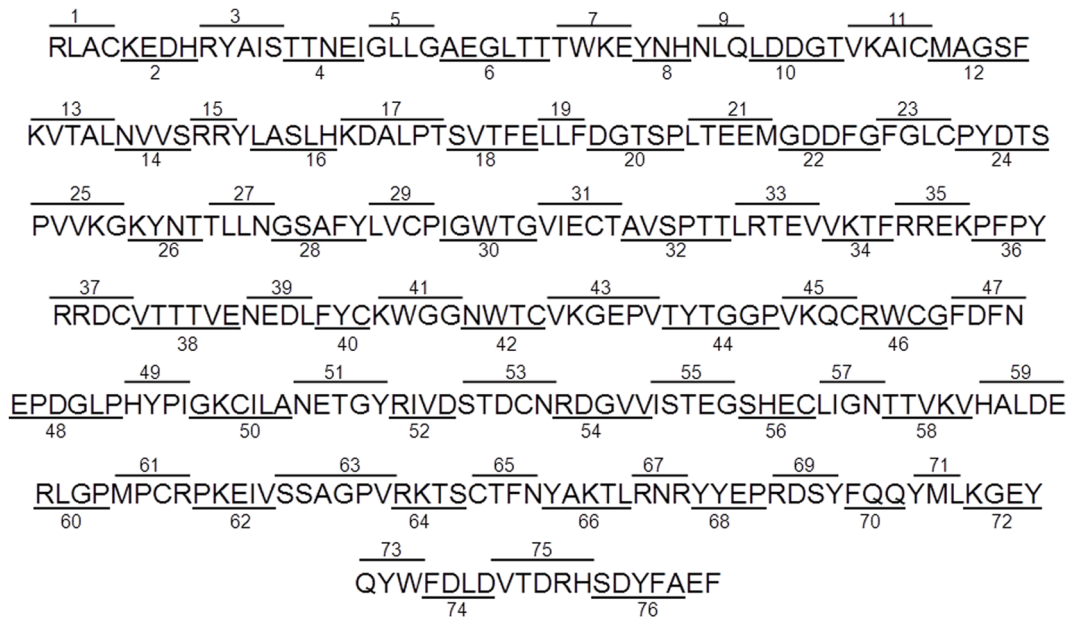 1 3 5 7 9 11
RLACKEDHRYAISTTNEIGLLGAEGLTTTWKEYNHNLQLDDGTVKAICMAGSF
2 4 6 8 10 12
13 15 17 19 21 23
KVTALNVVSRRYLASLHKDALPTSVTFELLFDGTSPLTEEMGDDFGFGLCPYDTS
14 16 18 20 22 24
25 27 29 31 33 35
PVVKGKYNTTLLNGSAFYLVCPIGWTGVIECTAVSPTTLRTEVVKTFRREKPFPY
26 28 30 32 34 36
37 39 41 43 45 47
RRDCVTTTVENEDLFYCKWGGNWTCVKGEPVTYTGGPVKQCRWCGFDFN
38 40 42 44 46
49 51 53 55 57 59
EPDGLPHYPIGKCILANETGYRIVDSTDCNRDGVVISTEGSHECLIGNTTVKVHALDE
48 50 52 54 56 58
61 63 65 67 69 71
RLGPMPCRPKEIVSSAGPVRKTSCTFNYAKTLRNRYYEPRDSYFQQYMLKGEY
60 62 64 66 68 70 72
73 75
QYWFDLDVTDRHSDYFAEF
74 76